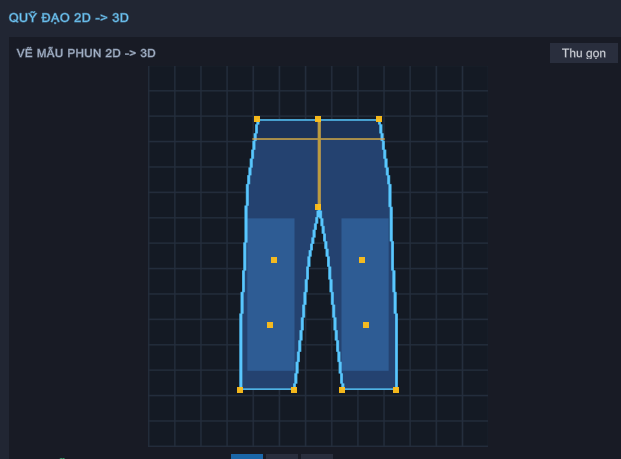 QUỸ ĐẠO 2D -> 3D
VẼ MẪU PHUN 2D -> 3D
Thu gọn